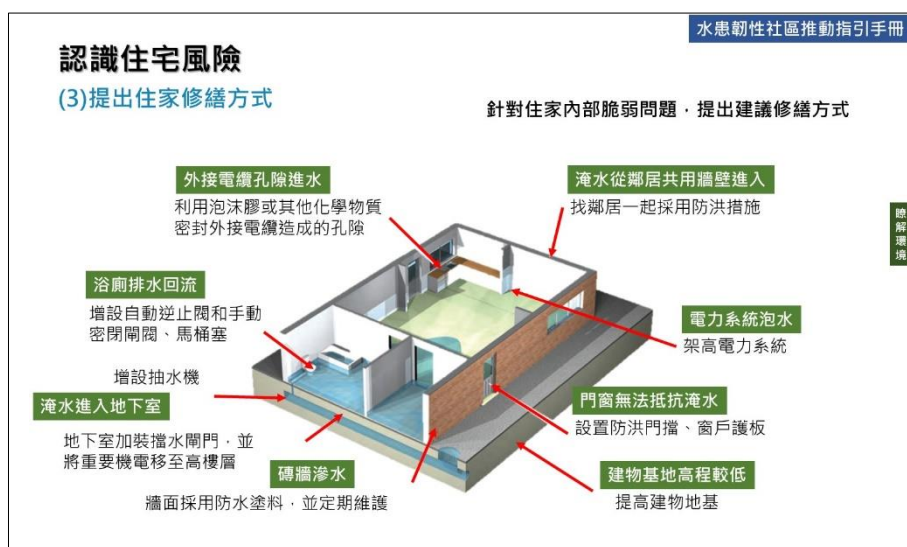 水患韌性社區推動指引手冊
認識住宅風險
(3)提出住家修繕方式
針對住家內部脆弱問題，提出建議修繕方式
外接電纜孔隙進水
利用泡沫膠或其他化學物質
密封外接電纜造成的孔隙
淹水從鄰居共用牆壁進入
找鄰居一起採用防洪措施
瞭解環境
浴廁排水回流
增設自動逆止閥和手動
密閉閘閥、馬桶塞
電力系統泡水
架高電力系統
增設抽水機
淹水進入地下室
地下室加裝擋水閘門，並
將重要機電移至高樓層
門窗無法抵抗淹水
設置防洪門擋、窗戶護板
磚牆滲水
牆面採用防水塗料，並定期維護
建物基地高程較低
提高建物地基